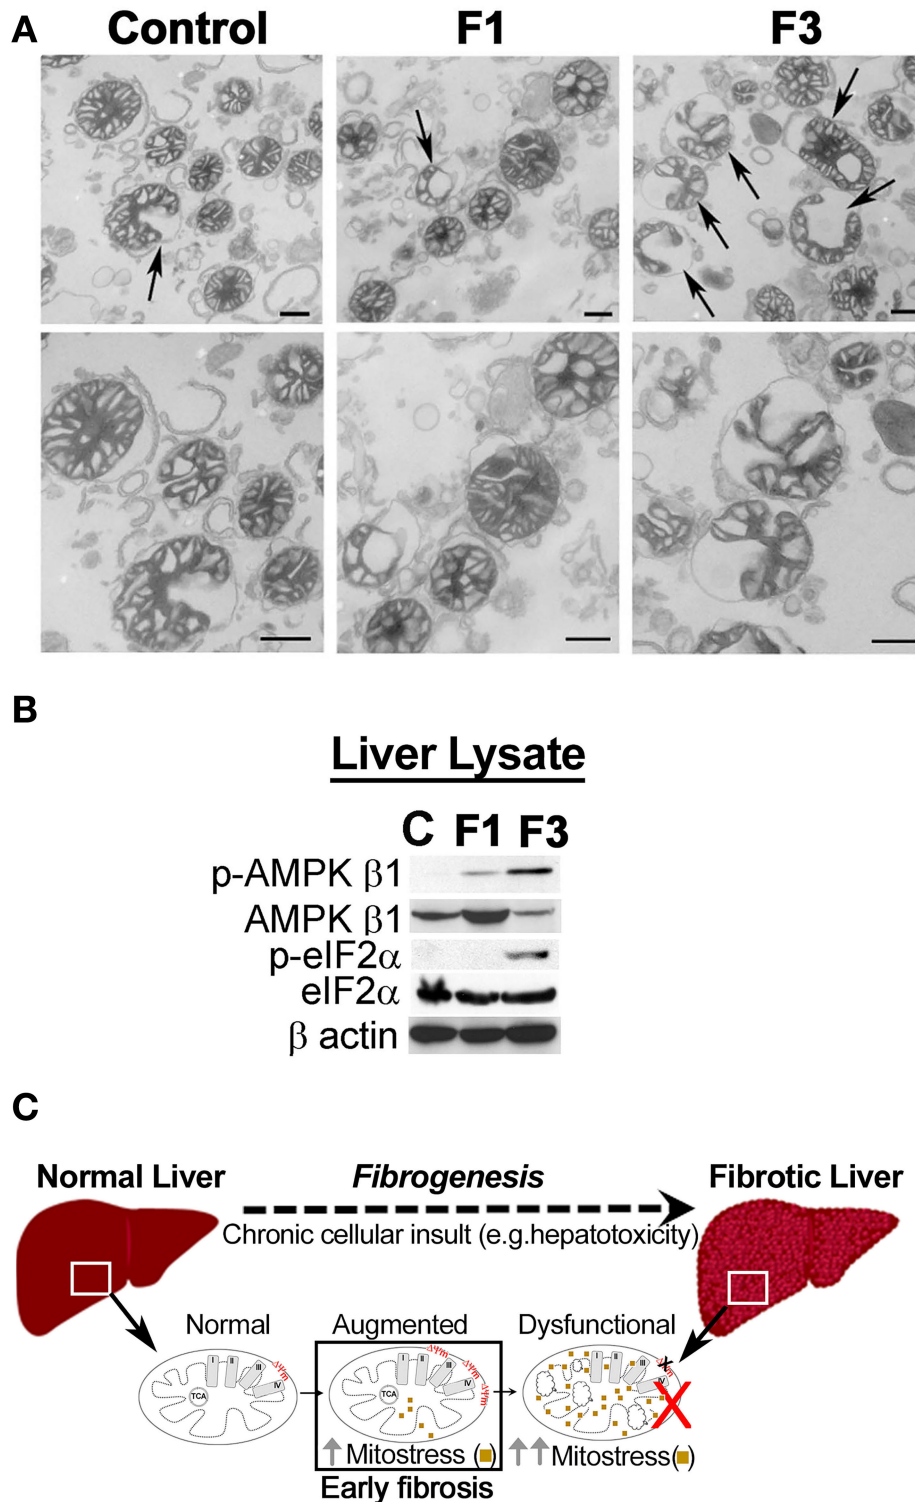 A
Control F1 F3
B
Liver Lysate
C F1 F3
p-AMPK β1
AMPK β1
p-eIF2α
eIF2α
β actin
C
Normal Liver Fibrogenesis Fibrotic Liver
Chronic cellular insult (e.g.hepatotoxicity)
Normal Augmented Dysfunctional
I II III IV ΔΨm TCA
I II III IV ΔΨm ΔΨm ΔΨm TCA
I II III IV ΔΨm X X
Mitostress ( ) Mitostress( )
Early fibrosis